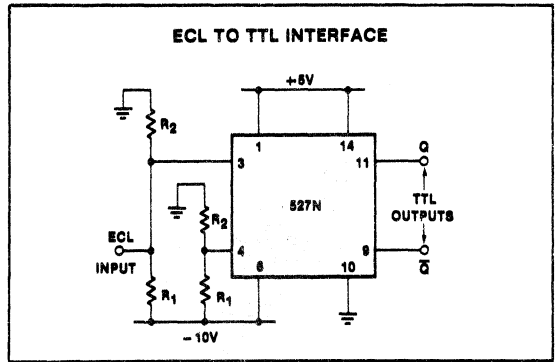 ECL TO TTL INTERFACE
+5V
R2
1
14
3
11
Q
R2
527N
TTL
OUTPUTS
ECL
INPUT
4
9
Q̅
R1
R1
6
10
−10V